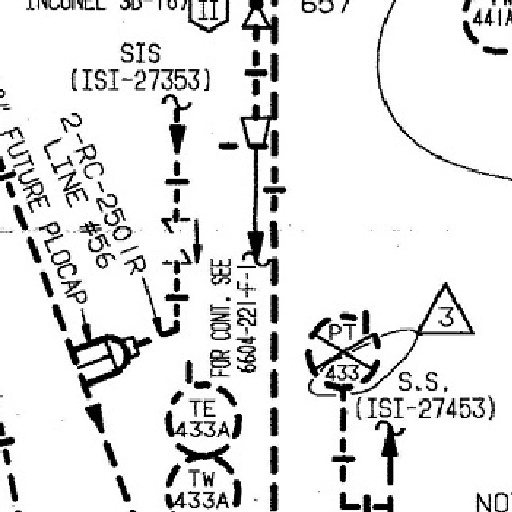 INCONEL SB-167
II
657
441A
SIS
(ISI-27353)
2-RC-2501R
LINE #56
FUTURE PLOCAP
FOR CONT. SEE
6604-221-F-1
3
PT
433
S.S.
(ISI-27453)
TE
433A
TW
433A
NO